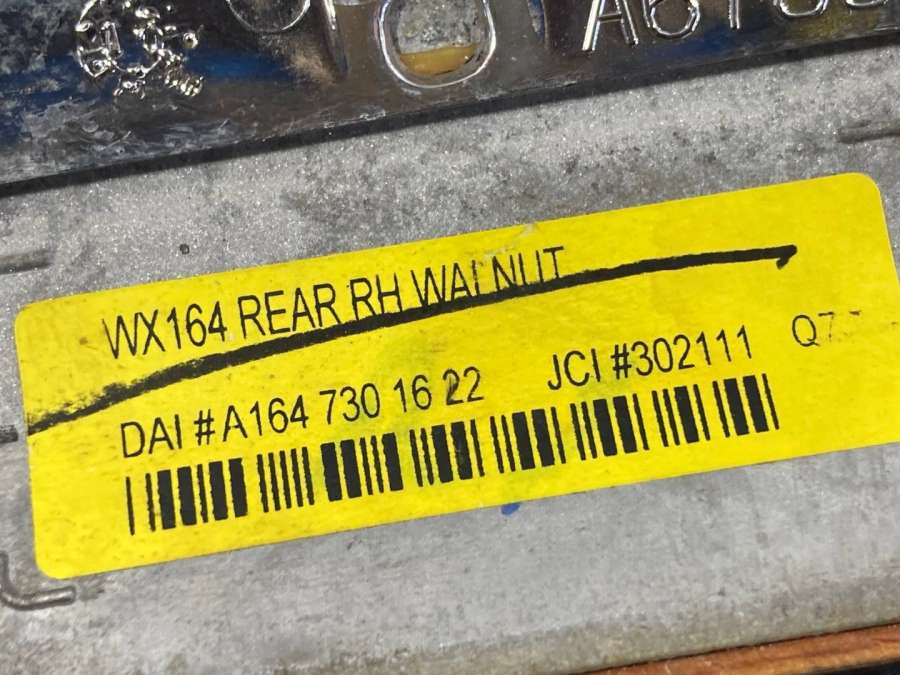 WX164 REAR RH WALNUT
DAI #A164 730 16 22 JCI #302111